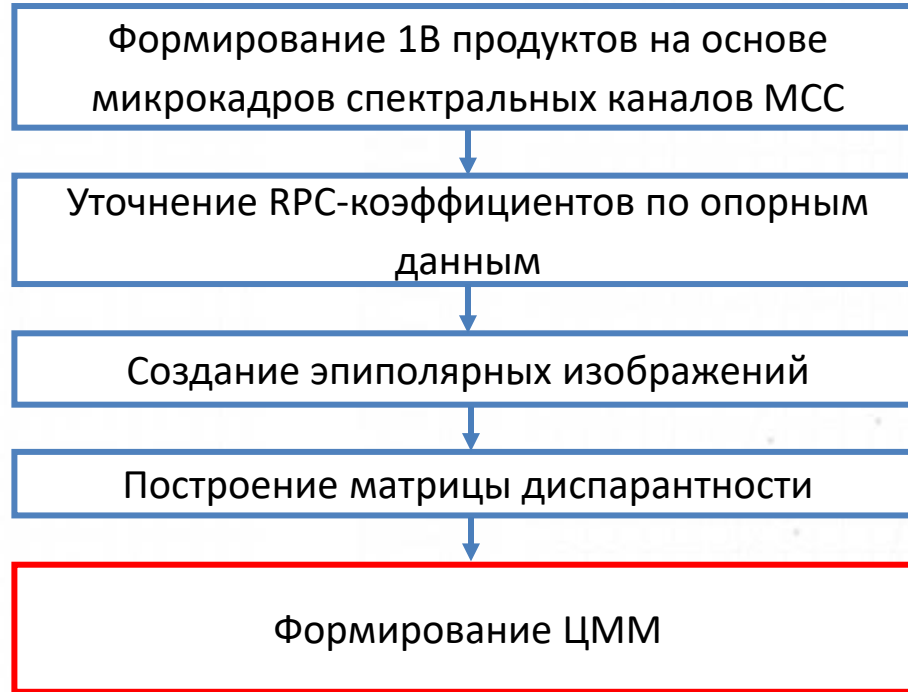 Формирование 1В продуктов на основе
микрокадров спектральных каналов МСС
Уточнение RPC-коэффициентов по опорным
данным
Создание эпиполярных изображений
Построение матрицы диспарантности
Формирование ЦММ